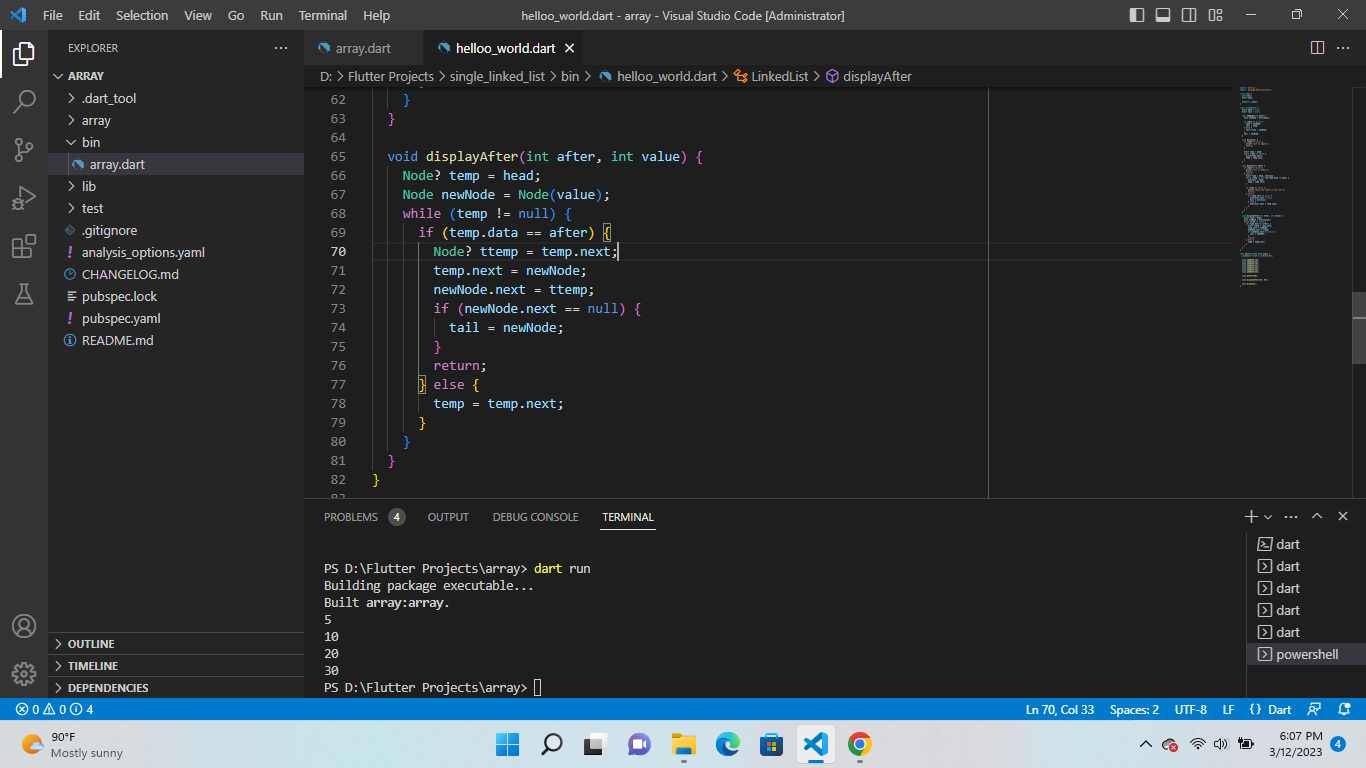 File Edit Selection View Go Run Terminal Help helloo_world.dart - array - Visual Studio Code [Administrator]
EXPLORER
ARRAY
.dart_tool
array
bin
array.dart
lib
test
.gitignore
analysis_options.yaml
CHANGELOG.md
pubspec.lock
pubspec.yaml
README.md
OUTLINE
TIMELINE
DEPENDENCIES
array.dart helloo_world.dart
D: > Flutter Projects > single_linked_list > bin > helloo_world.dart > LinkedList > displayAfter
62 }
63 }
64
65 void displayAfter(int after, int value) {
66 Node? temp = head;
67 Node newNode = Node(value);
68 while (temp != null) {
69 if (temp.data == after) {
70 Node? ttemp = temp.next;
71 temp.next = newNode;
72 newNode.next = ttemp;
73 if (newNode.next == null) {
74 tail = newNode;
75 }
76 return;
77 } else {
78 temp = temp.next;
79 }
80 }
81 }
82 }
PROBLEMS 4 OUTPUT DEBUG CONSOLE TERMINAL
PS D:\Flutter Projects\array> dart run
Building package executable...
Built array:array.
5
10
20
30
PS D:\Flutter Projects\array>
dart
dart
dart
dart
dart
powershell
0 0 4 Ln 70, Col 33 Spaces: 2 UTF-8 LF {} Dart
90°F
Mostly sunny
6:07 PM
3/12/2023 4